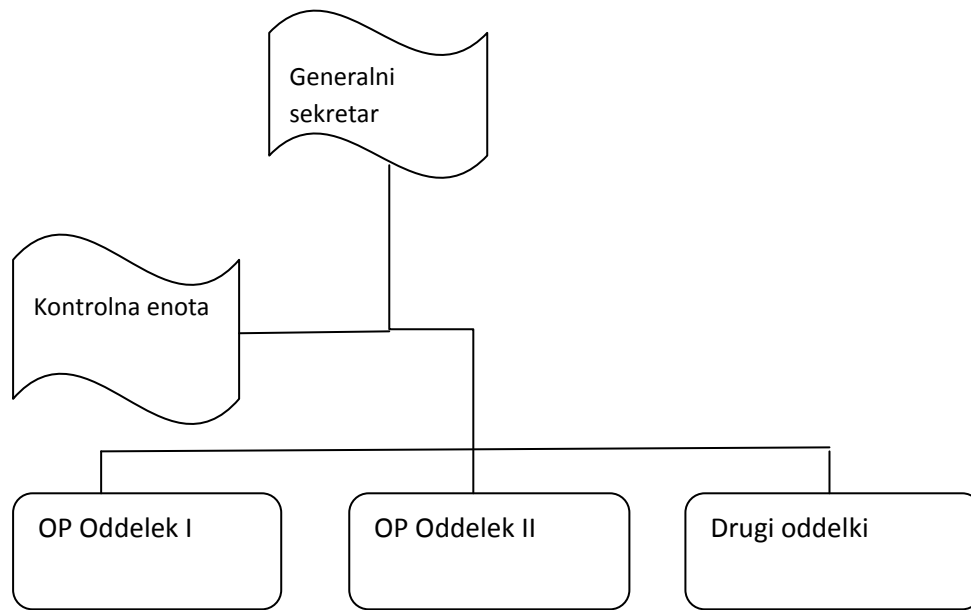 Generalni
sekretar
Kontrolna enota
OP Oddelek I
OP Oddelek II
Drugi oddelki